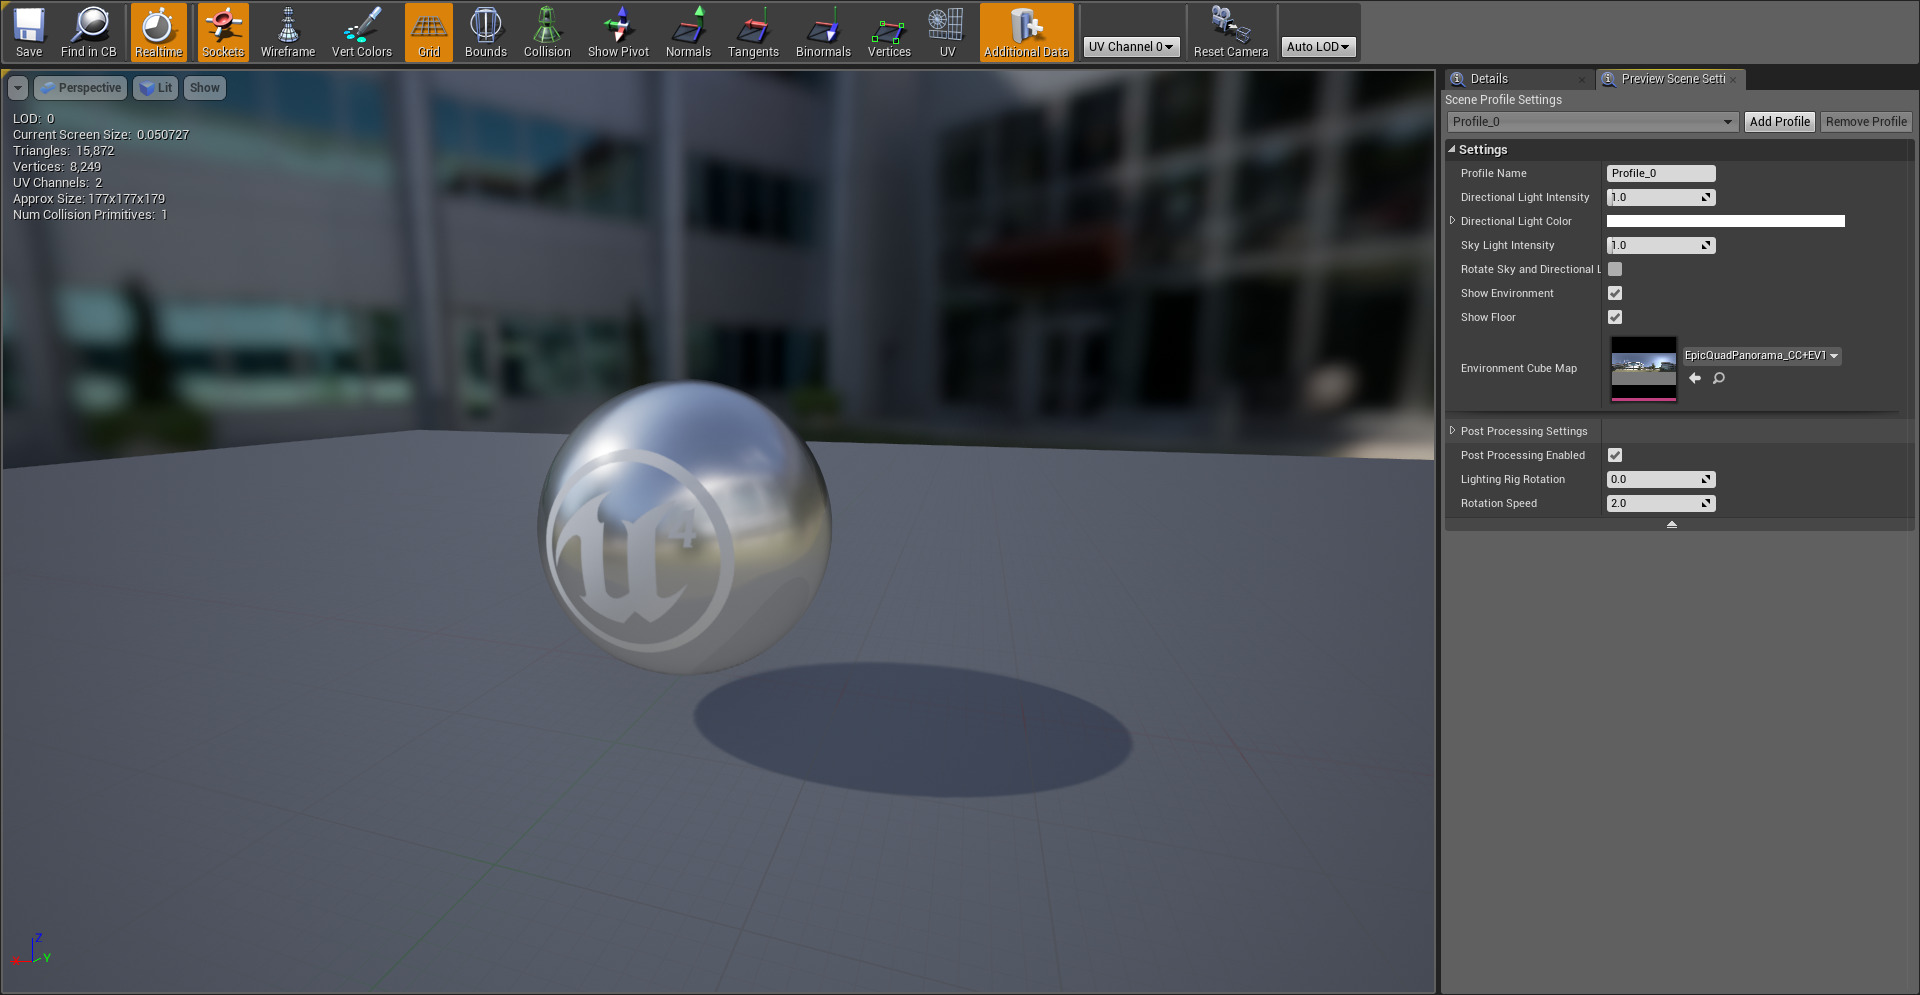 Save
Find in CB
Realtime
Sockets
Wireframe
Vert Colors
Grid
Bounds
Collision
Show Pivot
Normals
Tangents
Binormals
Vertices
UV
Additional Data
UV Channel 0
Reset Camera
Auto LOD
Perspective
Lit
Show
LOD: 0
Current Screen Size: 0.050727
Triangles: 15,872
Vertices: 8,249
UV Channels: 2
Approx Size: 177x177x179
Num Collision Primitives: 1
U
4
Z
X
Y
Details
Preview Scene Setti
Scene Profile Settings
Profile_0
Add Profile
Remove Profile
Settings
Profile Name
Profile_0
Directional Light Intensity
1.0
Directional Light Color
Sky Light Intensity
1.0
Rotate Sky and Directional L
Show Environment
Show Floor
Environment Cube Map
EpicQuadPanorama_CC+EV1
Post Processing Settings
Post Processing Enabled
Lighting Rig Rotation
0.0
Rotation Speed
2.0